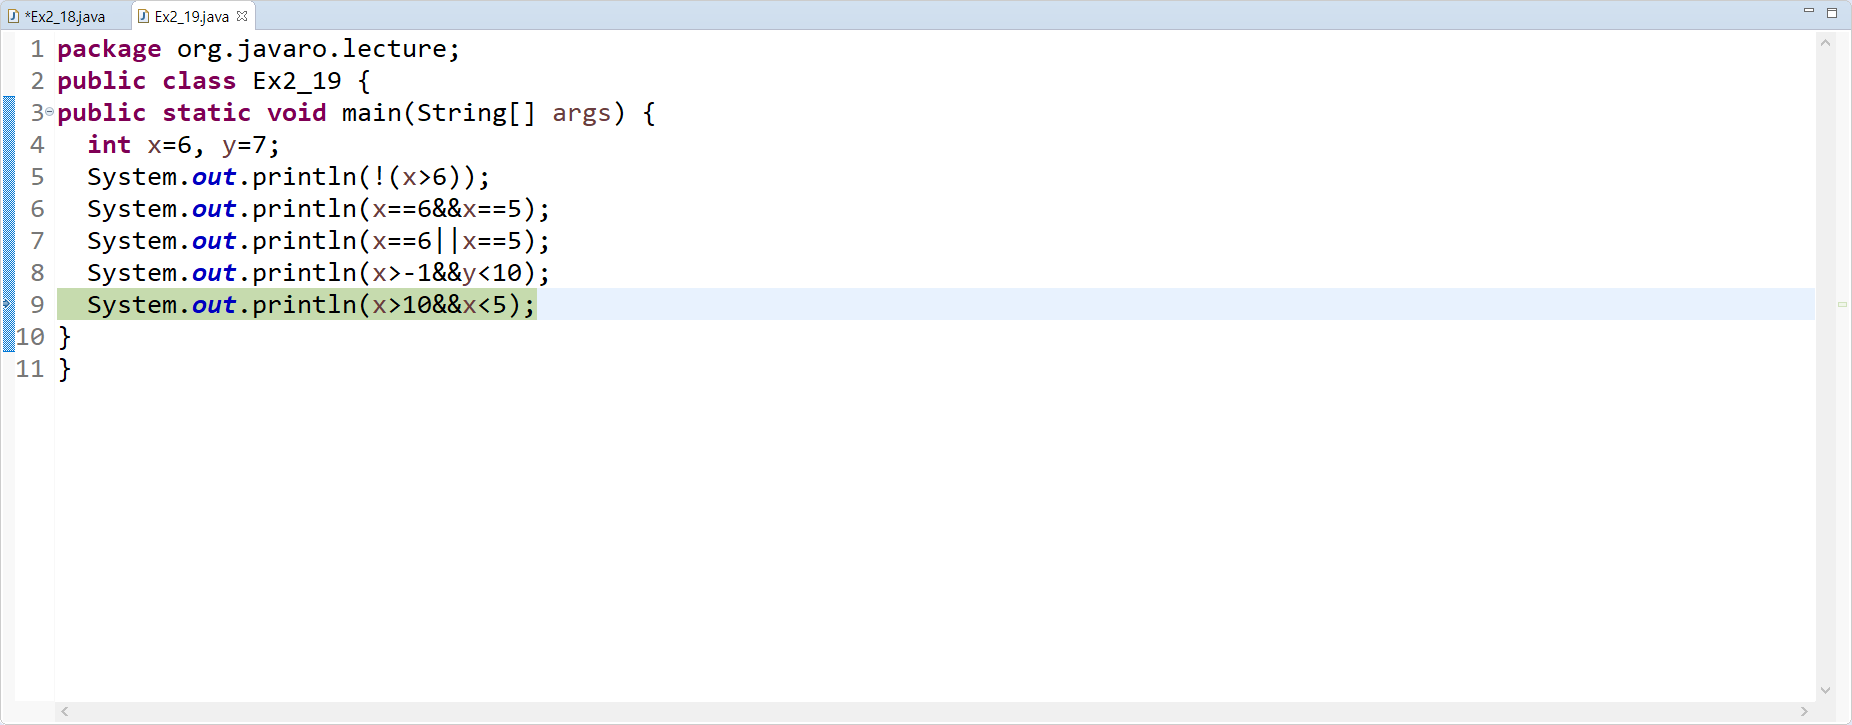 *Ex2_18.java Ex2_19.java
1 package org.javaro.lecture;
2 public class Ex2_19 {
3 public static void main(String[] args) {
4 int x=6, y=7;
5 System.out.println(!(x>6));
6 System.out.println(x==6&&x==5);
7 System.out.println(x==6||x==5);
8 System.out.println(x>-1&&y<10);
9 System.out.println(x>10&&x<5);
10 }
11 }